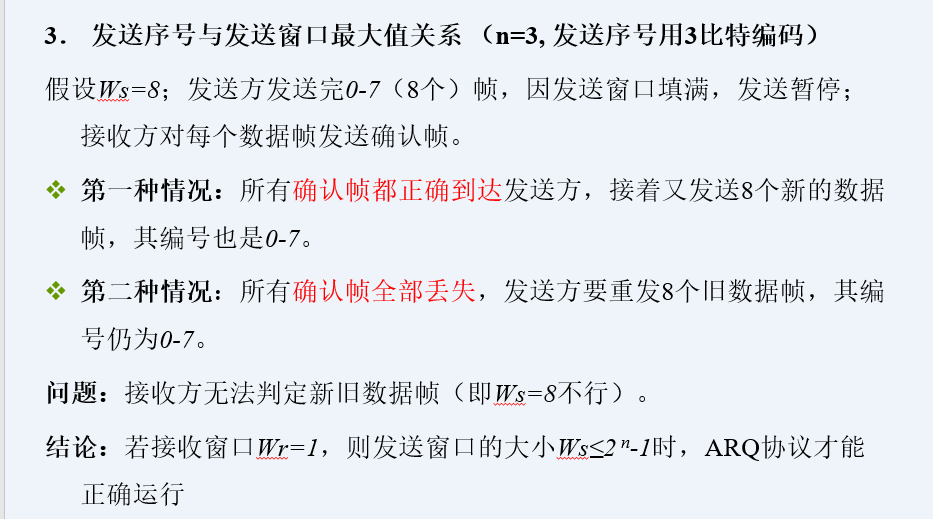 3. 发送序号与发送窗口最大值关系 (n=3, 发送序号用3比特编码)
假设Ws=8；发送方发送完0-7（8个）帧，因发送窗口填满，发送暂停；
接收方对每个数据帧发送确认帧。
❖ 第一种情况：所有确认帧都正确到达发送方，接着又发送8个新的数据
帧，其编号也是0-7。
❖ 第二种情况：所有确认帧全部丢失，发送方要重发8个旧数据帧，其编
号仍为0-7。
问题：接收方无法判定新旧数据帧（即Ws=8不行）。
结论：若接收窗口Wr=1，则发送窗口的大小Ws≤2ⁿ-1时，ARQ协议才能
正确运行